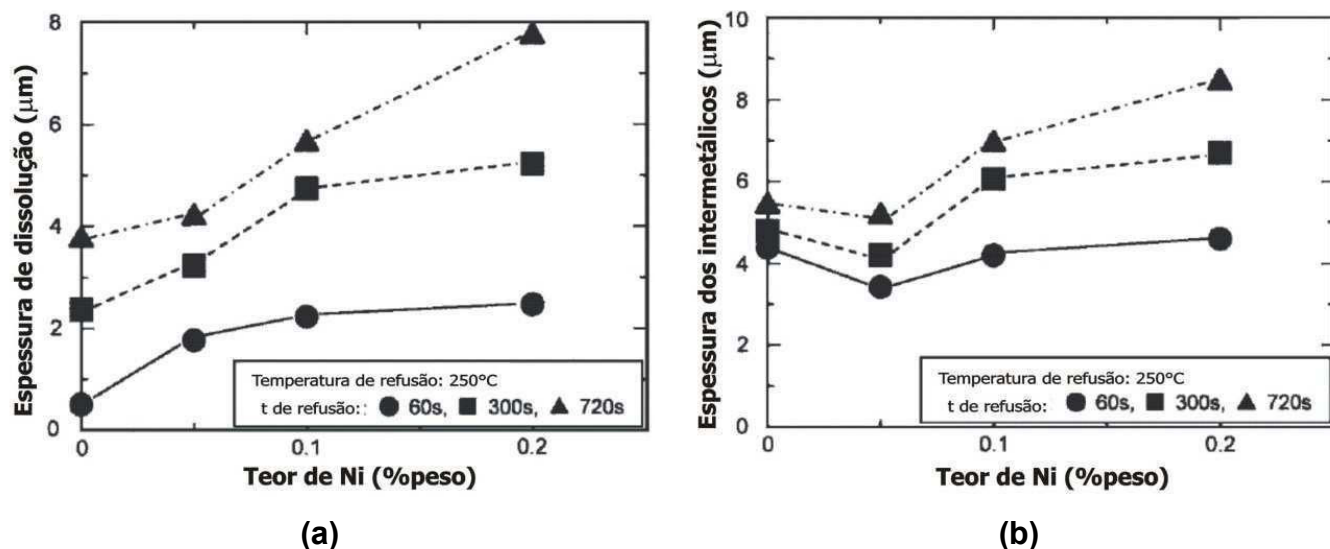 8
6
4
2
0
Espessura de dissolução (μm)
Temperatura de refusão: 250°C
t de refusão: : ● 60s, ■ 300s, ▲ 720s
0
0.1
0.2
Teor de Ni (%peso)
(a)
10
8
6
4
2
0
Espessura dos intermetálicos (μm)
Temperatura de refusão: 250°C
t de refusão: ● 60s, ■ 300s, ▲ 720s
0
0.1
0.2
Teor de Ni (%peso)
(b)